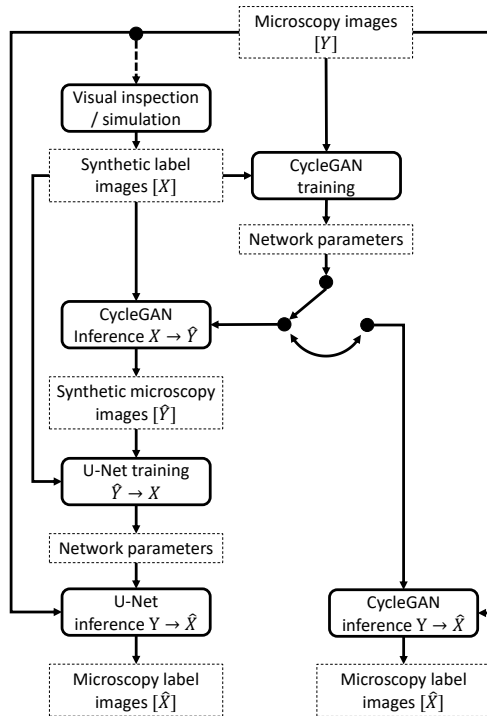 Microscopy images
[𝑌]
Visual inspection
/ simulation
Synthetic label
images [𝑋]
CycleGAN
training
Network parameters
CycleGAN
Inference 𝑋 → 𝑌̂
Synthetic microscopy
images [𝑌̂]
U-Net training
𝑌̂ → 𝑋
Network parameters
U-Net
inference Y → 𝑋̂
CycleGAN
inference Y → 𝑋̂
Microscopy label
images [𝑋̂]
Microscopy label
images [𝑋̂]